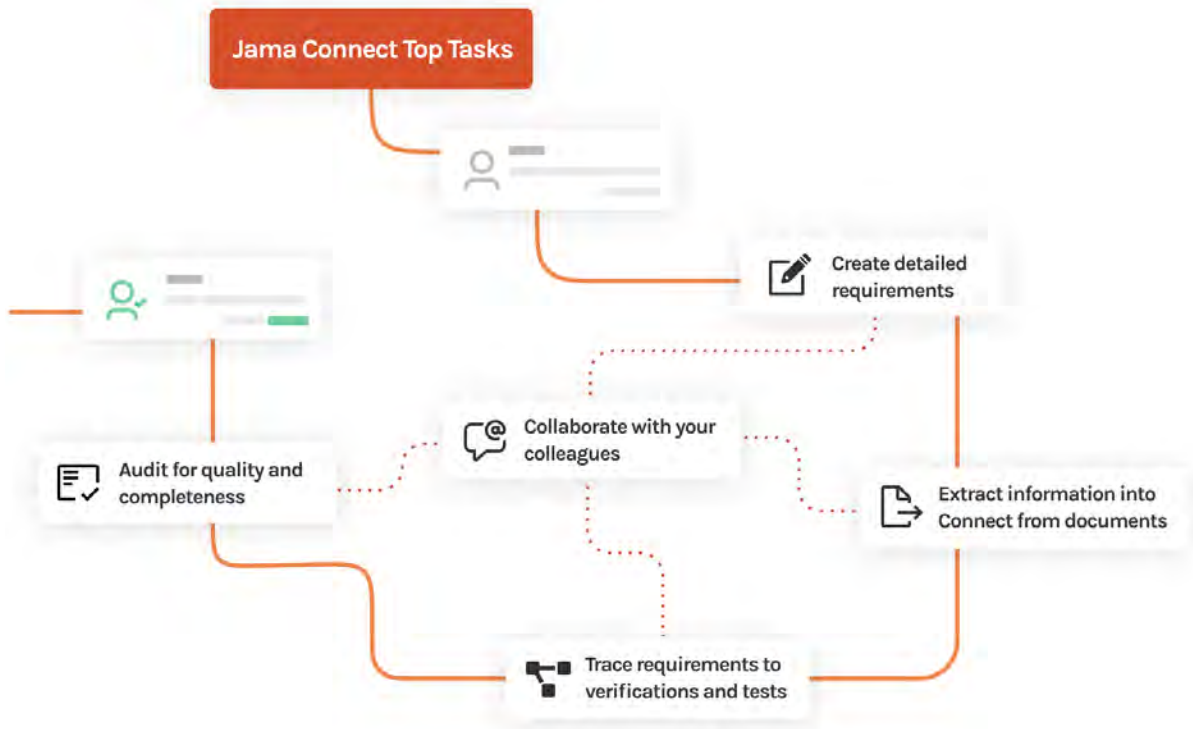 Jama Connect Top Tasks
Create detailed
requirements
Collaborate with your
colleagues
Audit for quality and
completeness
Extract information into
Connect from documents
Trace requirements to
verifications and tests